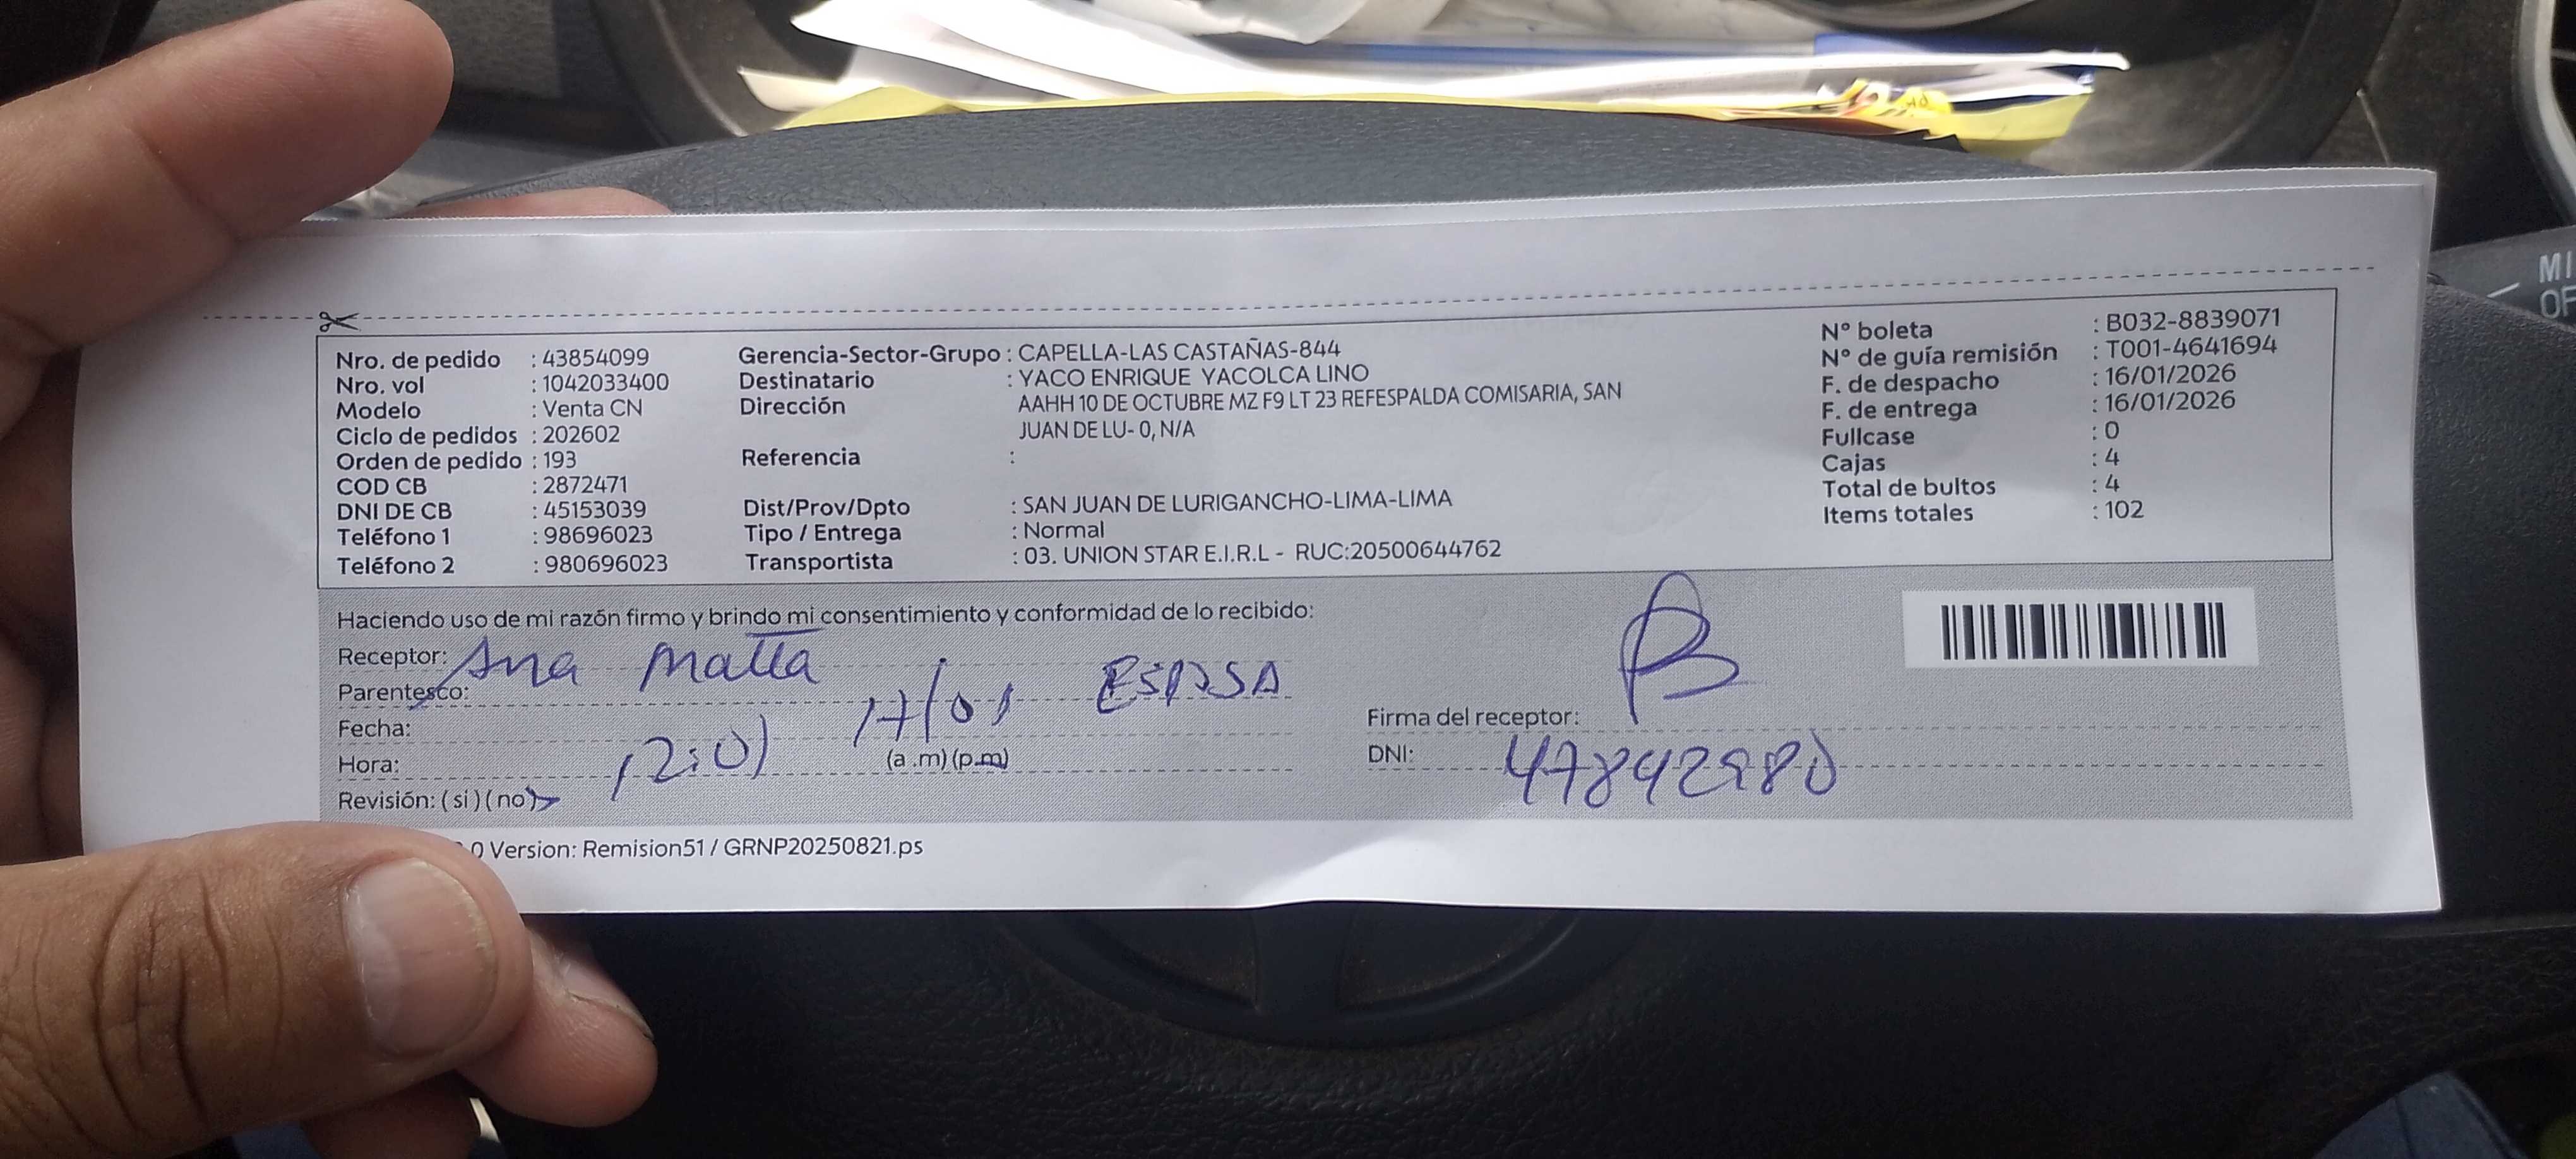 Nro. de pedido : 43854099
Nro. vol : 1042033400
Modelo : Venta CN
Ciclo de pedidos : 202602
Orden de pedido : 193
COD CB : 2872471
DNI DE CB : 45153039
Teléfono 1 : 98696023
Teléfono 2 : 980696023
Gerencia-Sector-Grupo : CAPELLA-LAS CASTAÑAS-844
Destinatario : YACO ENRIQUE YACOLCA LINO
Dirección AAHH 10 DE OCTUBRE MZ F9 LT 23 REFESPALDA COMISARIA, SAN
JUAN DE LU- 0, N/A
Referencia :
Dist/Prov/Dpto : SAN JUAN DE LURIGANCHO-LIMA-LIMA
Tipo / Entrega : Normal
Transportista : 03. UNION STAR E.I.R.L - RUC:20500644762
N° boleta : B032-8839071
N° de guía remisión : T001-4641694
F. de despacho : 16/01/2026
F. de entrega : 16/01/2026
Fullcase : 0
Cajas : 4
Total de bultos : 4
Items totales : 102
Haciendo uso de mi razón firmo y brindo mi consentimiento y conformidad de lo recibido:
Receptor: Ana Matta
Parentesco: ESPOSA
Fecha: 17/01
Hora: 12:01 (a .m) (p.m)
Revisión: ( si ) ( no )
Firma del receptor:
DNI: 47842980
0 Version: Remision51 / GRNP20250821.ps
MI
OF